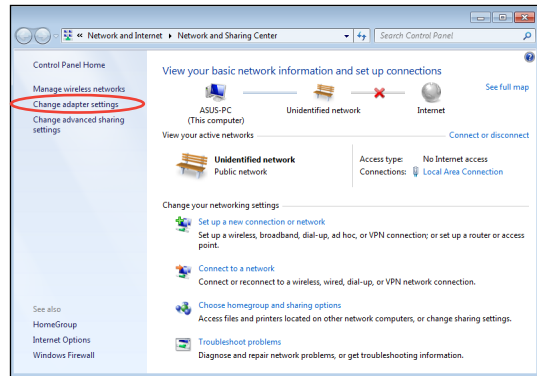 « Network and Internet ▸ Network and Sharing Center
Search Control Panel
Control Panel Home
Manage wireless networks
Change adapter settings
Change advanced sharing
settings
See also
HomeGroup
Internet Options
Windows Firewall
View your basic network information and set up connections
See full map
ASUS-PC
(This computer)
Unidentified network
Internet
View your active networks
Connect or disconnect
Unidentified network
Public network
Access type: No Internet access
Connections: Local Area Connection
Change your networking settings
Set up a new connection or network
Set up a wireless, broadband, dial-up, ad hoc, or VPN connection; or set up a router or access
point.
Connect to a network
Connect or reconnect to a wireless, wired, dial-up, or VPN network connection.
Choose homegroup and sharing options
Access files and printers located on other network computers, or change sharing settings.
Troubleshoot problems
Diagnose and repair network problems, or get troubleshooting information.